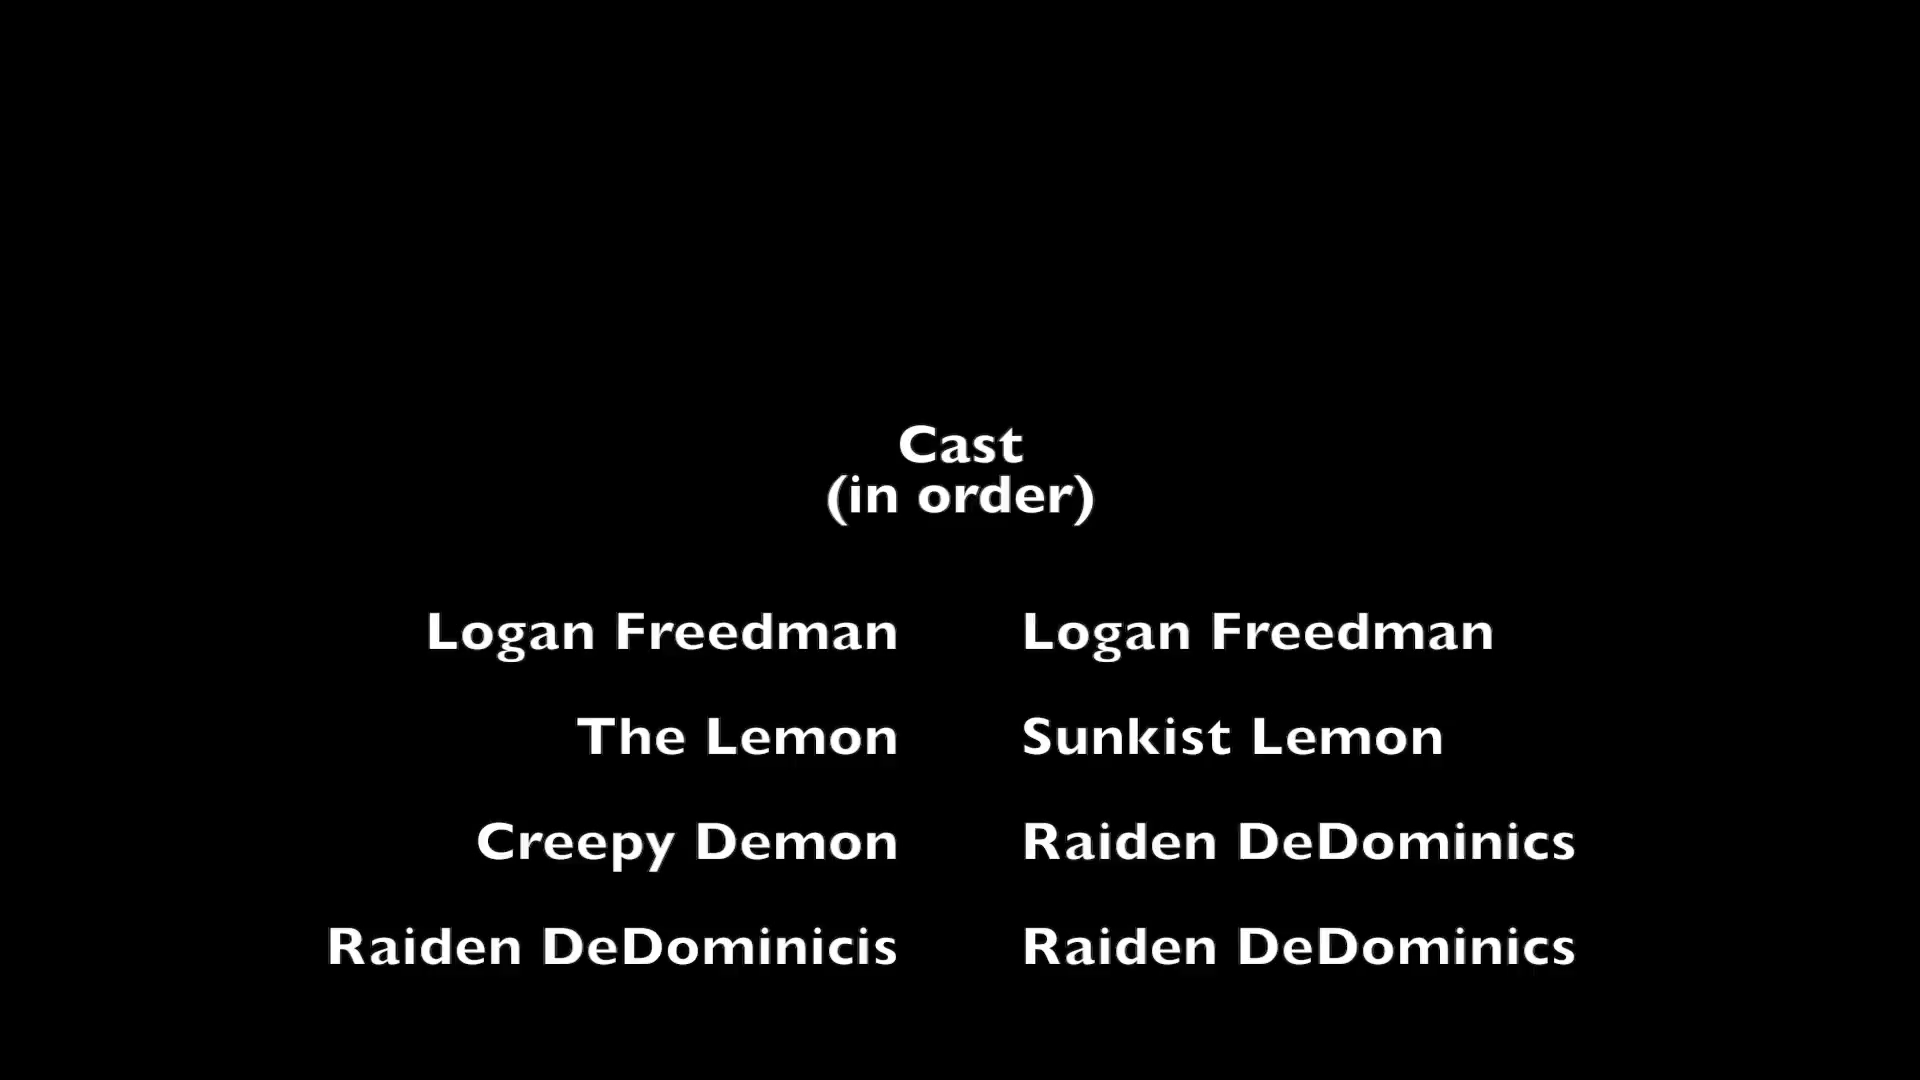 Cast
(in order)
Logan Freedman Logan Freedman
The Lemon Sunkist Lemon
Creepy Demon Raiden DeDominics
Raiden DeDominicis Raiden DeDominics